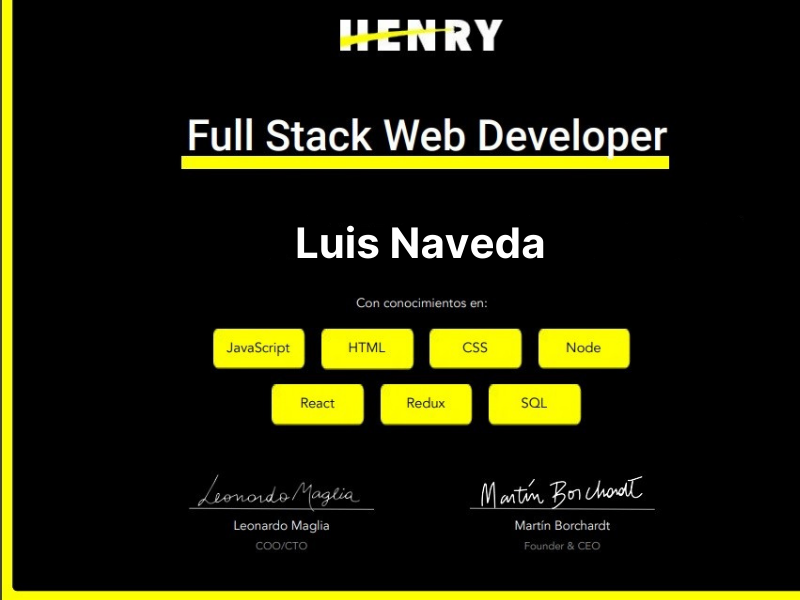 HENRY
Full Stack Web Developer
Luis Naveda
Con conocimientos en:
JavaScript HTML CSS Node
React Redux SQL
Leonardo Maglia Martín Borchardt
Leonardo Maglia Martín Borchardt
COO/CTO Founder & CEO